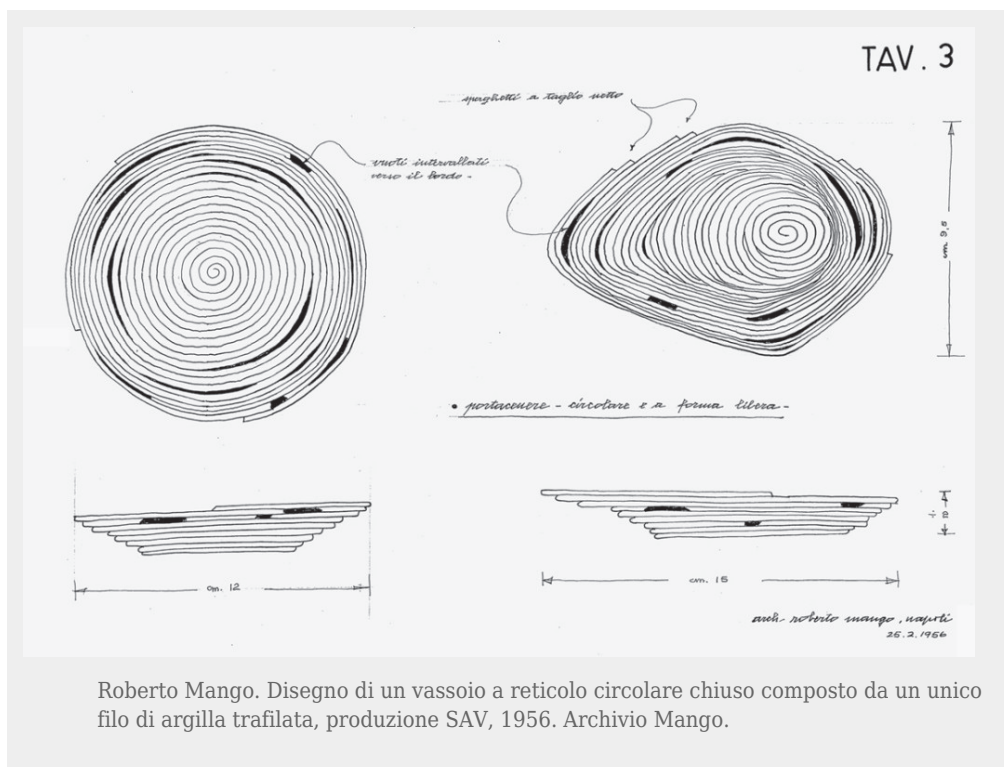 TAV. 3
spaghetti a taglio netto
vuoti intervallati
verso il bordo -
cm 9,5
• portacenere - circolare e a forma libera -
cm. 12
cm. 15
arch. roberto mango, napoli
25.2.1956
Roberto Mango. Disegno di un vassoio a reticolo circolare chiuso composto da un unico
filo di argilla trafilata, produzione SAV, 1956. Archivio Mango.